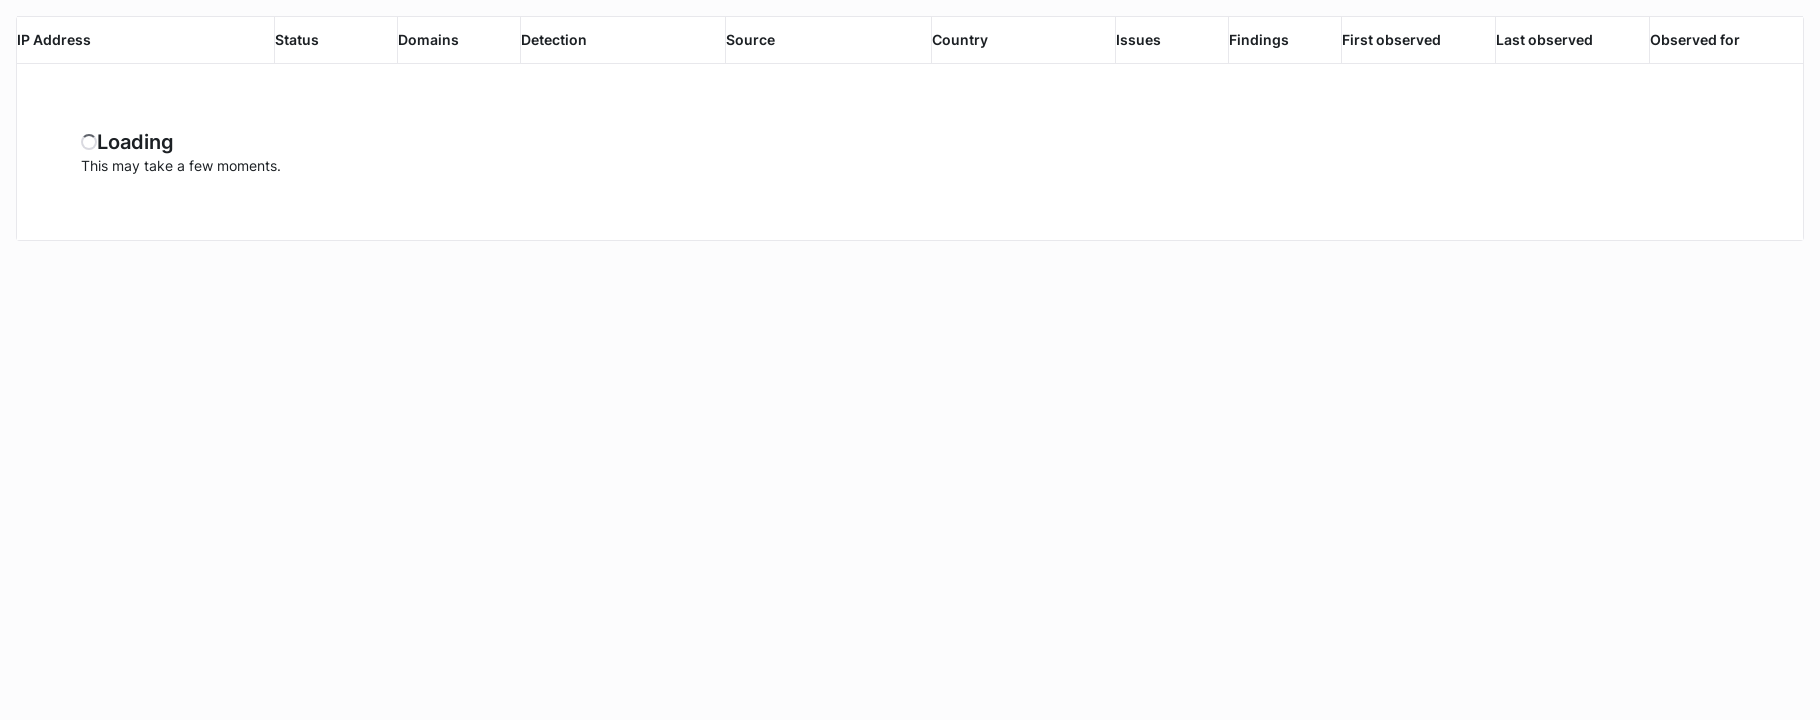 IP Address Status Domains Detection Source Country Issues Findings First observed Last observed Observed for
Loading
This may take a few moments.